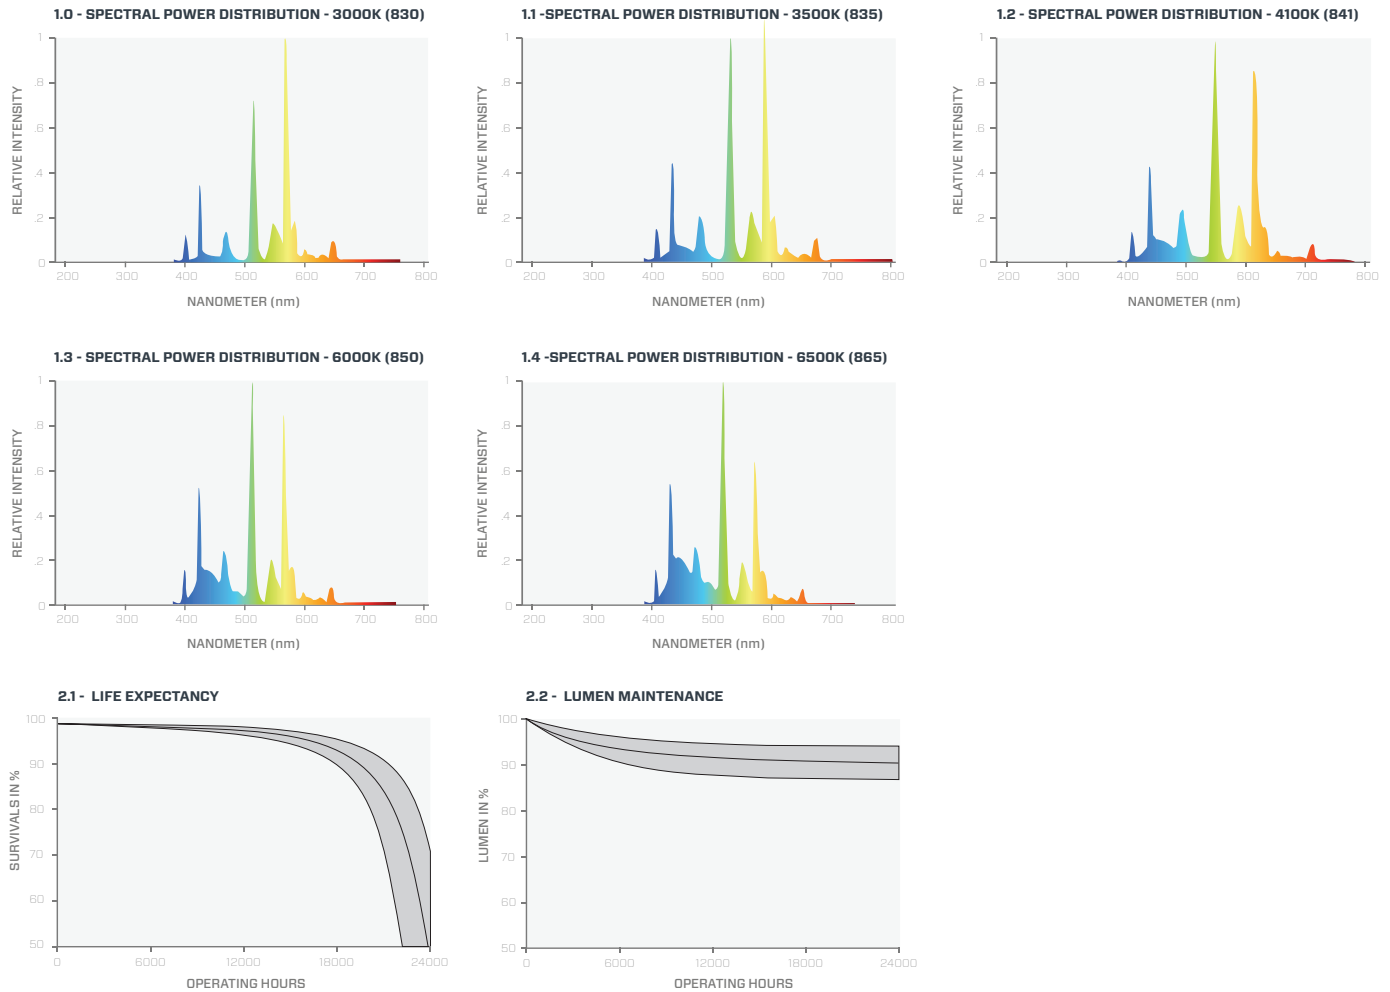 1.0 - SPECTRAL POWER DISTRIBUTION - 3000K (830)
1
.8
.6
.4
.2
0
RELATIVE INTENSITY
200 300 400 500 600 700 800
NANOMETER (nm)
1.1 -SPECTRAL POWER DISTRIBUTION - 3500K (835)
1
.8
.6
.4
.2
0
RELATIVE INTENSITY
200 300 400 500 600 700 800
NANOMETER (nm)
1.2 - SPECTRAL POWER DISTRIBUTION - 4100K (841)
1
.8
.6
.4
.2
0
RELATIVE INTENSITY
200 300 400 500 600 700 800
NANOMETER (nm)
1.3 - SPECTRAL POWER DISTRIBUTION - 6000K (850)
1
.8
.6
.4
.2
0
RELATIVE INTENSITY
200 300 400 500 600 700 800
NANOMETER (nm)
1.4 -SPECTRAL POWER DISTRIBUTION - 6500K (865)
1
.8
.6
.4
.2
0
RELATIVE INTENSITY
200 300 400 500 600 700 800
NANOMETER (nm)
2.1 - LIFE EXPECTANCY
100
90
80
70
60
50
SURVIVALS IN %
0 6000 12000 18000 24000
OPERATING HOURS
2.2 - LUMEN MAINTENANCE
100
90
80
70
60
50
LUMEN IN %
0 6000 12000 18000 24000
OPERATING HOURS